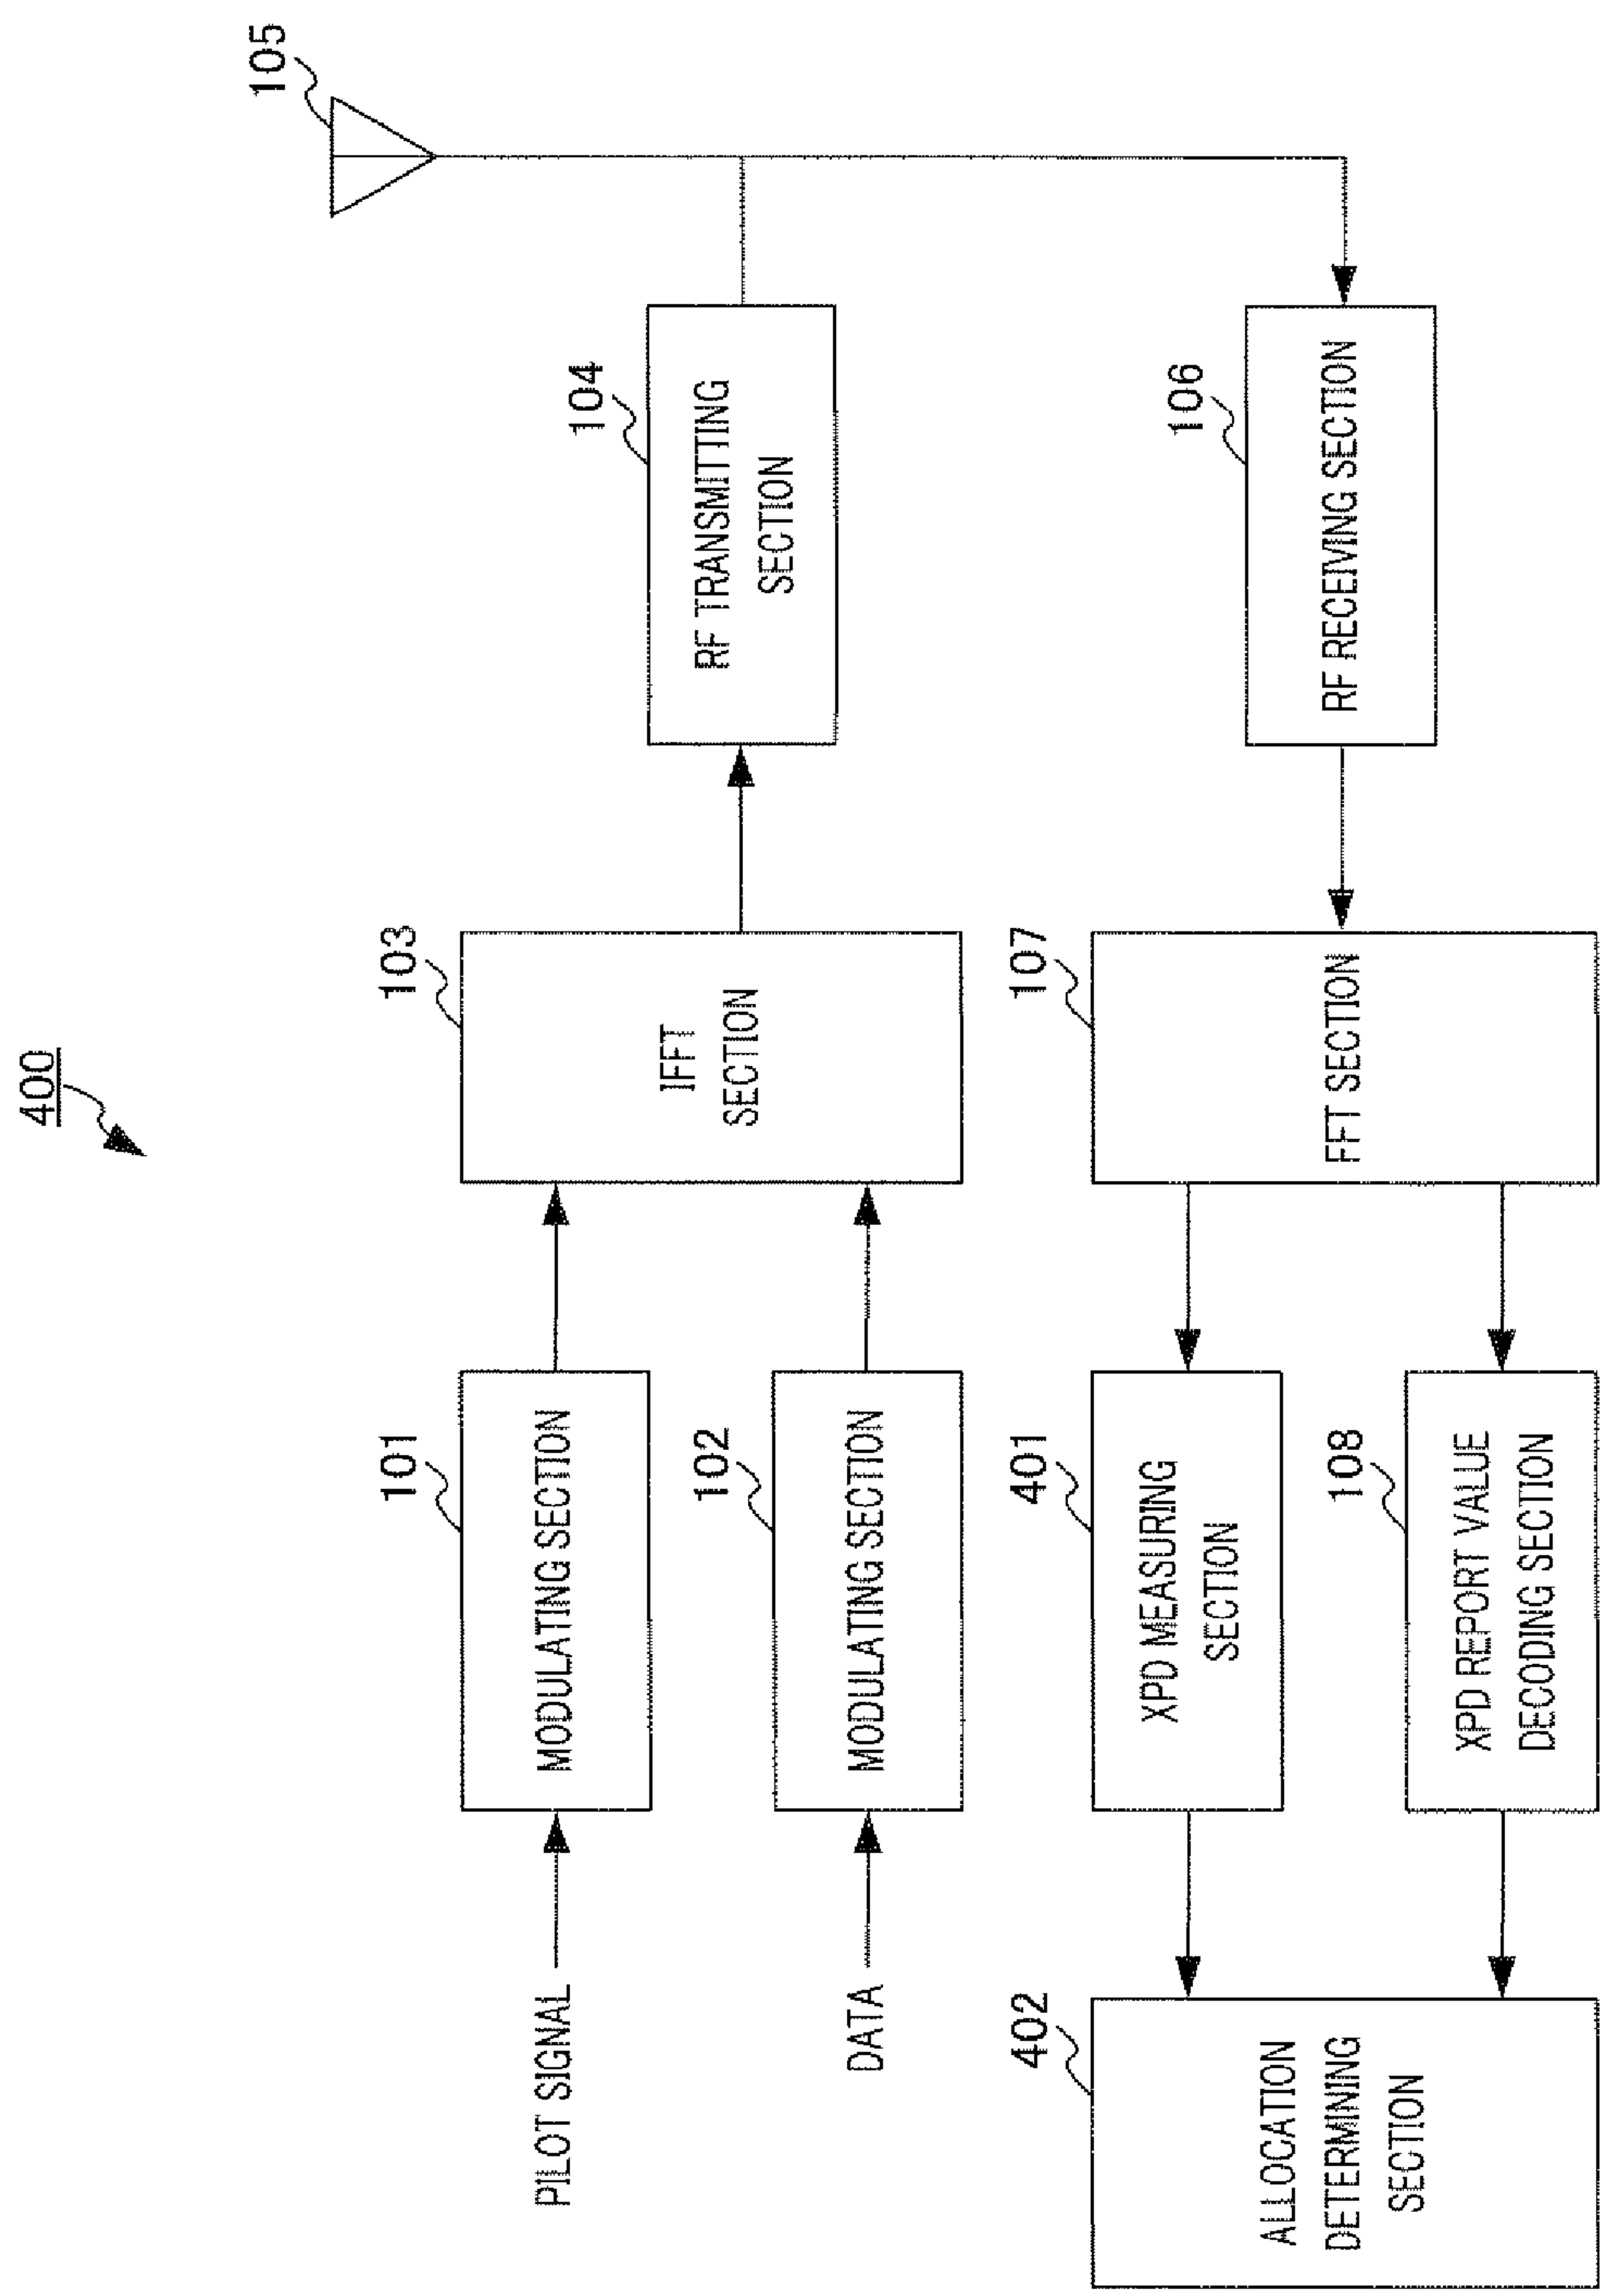 400
105
101
MODULATING SECTION
PILOT SIGNAL
102
MODULATING SECTION
DATA
103
IFFT
SECTION
104
RF TRANSMITTING
SECTION
402
ALLOCATION
DETERMINING
SECTION
401
XPD MEASURING
SECTION
108
XPD REPORT VALUE
DECODING SECTION
107
FFT SECTION
106
RF RECEIVING SECTION